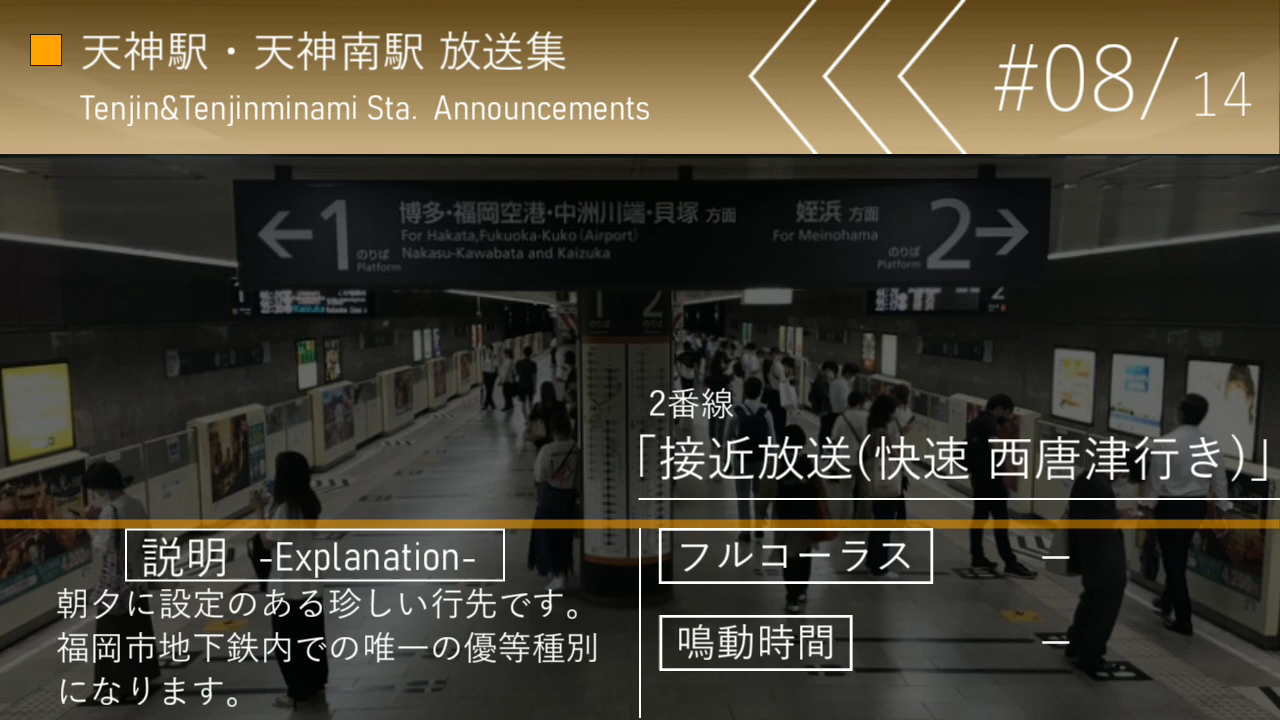 天神駅・天神南駅 放送集
Tenjin&Tenjinminami Sta. Announcements
#08/14
←1 のりば Platform
博多・福岡空港・中洲川端・貝塚 方面
For Hakata,Fukuoka-Kuko(Airport)
Nakasu-Kawabata and Kaizuka
姪浜 方面
For Meinohama
のりば Platform 2→
1 2
2番線
「接近放送(快速 西唐津行き)」
説明 -Explanation-
朝夕に設定のある珍しい行先です。
福岡市地下鉄内での唯一の優等種別
になります。
フルコーラス ー
鳴動時間 ー